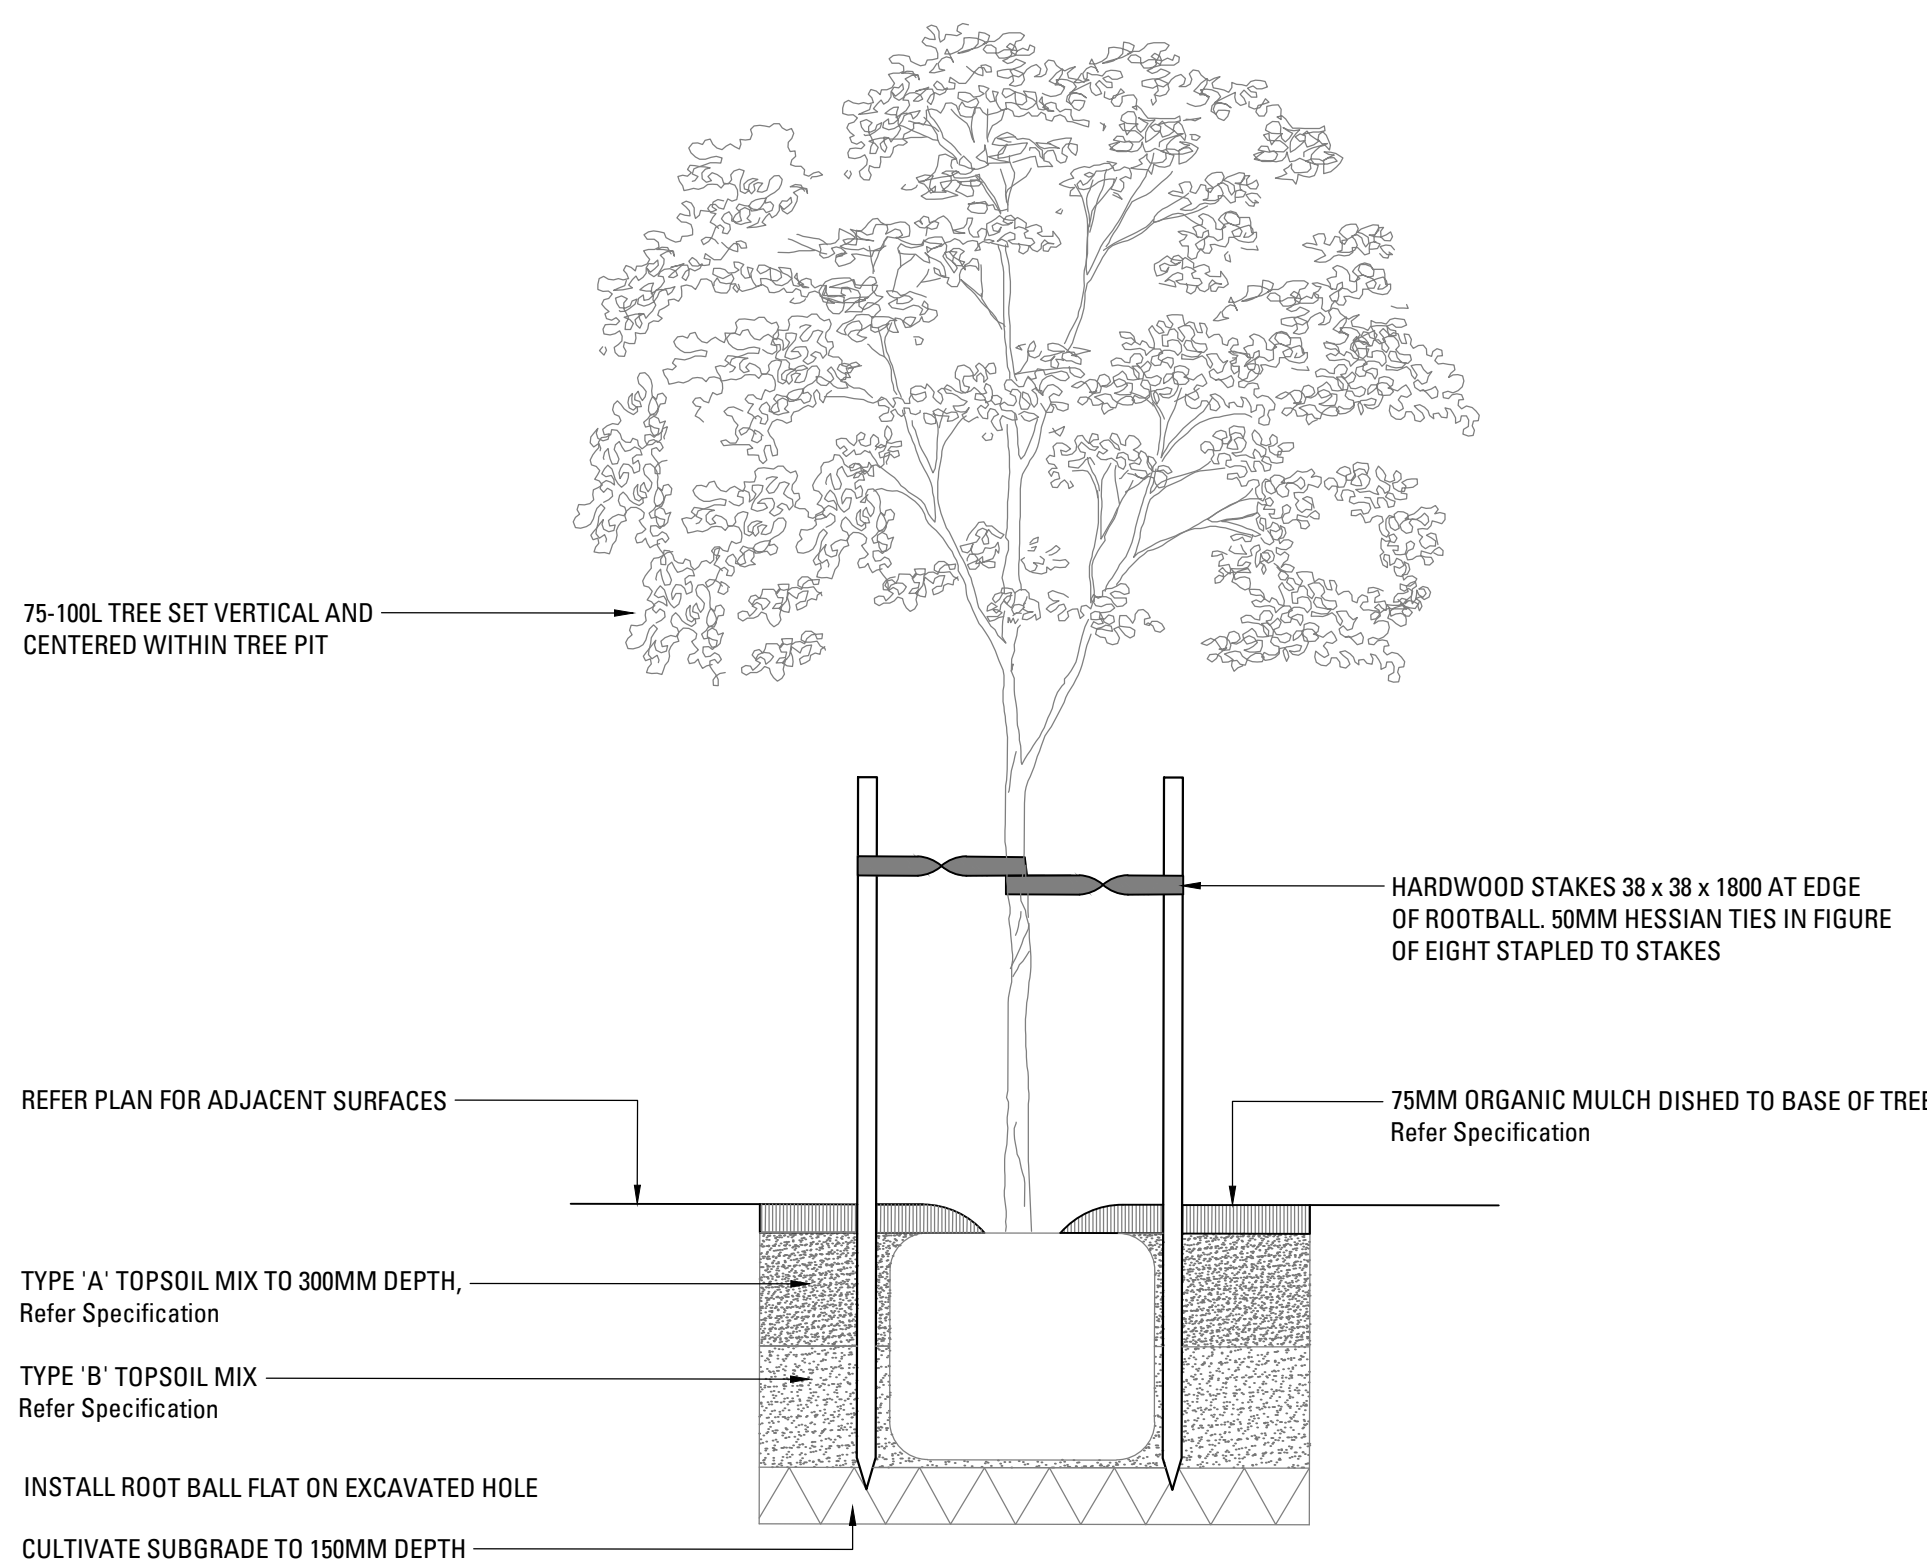 75-100L TREE SET VERTICAL AND
CENTERED WITHIN TREE PIT
HARDWOOD STAKES 38 x 38 x 1800 AT EDGE
OF ROOTBALL. 50MM HESSIAN TIES IN FIGURE
OF EIGHT STAPLED TO STAKES
REFER PLAN FOR ADJACENT SURFACES
75MM ORGANIC MULCH DISHED TO BASE OF TREE
Refer Specification
TYPE 'A' TOPSOIL MIX TO 300MM DEPTH,
Refer Specification
TYPE 'B' TOPSOIL MIX
Refer Specification
INSTALL ROOT BALL FLAT ON EXCAVATED HOLE
CULTIVATE SUBGRADE TO 150MM DEPTH